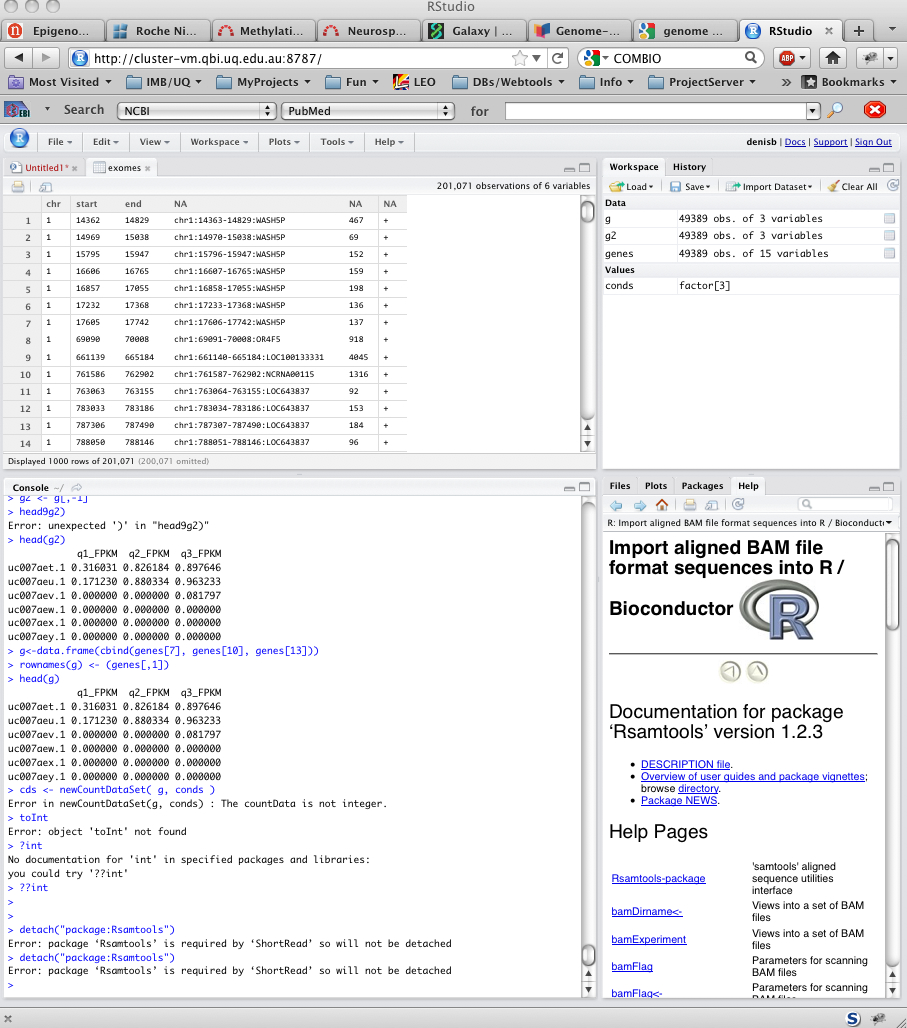 RStudio
Epigeno... Roche Ni... Methylati... Neurosp... Galaxy | ... Genome-... genome ... RStudio
http://cluster-vm.qbi.uq.edu.au:8787/ COMBIO ABP
Most Visited IMB/UQ MyProjects Fun LEO DBs/Webtools Info ProjectServer » Bookmarks
EBI Search NCBI PubMed for
R File Edit View Workspace Plots Tools Help denisb | Docs | Support | Sign Out
Untitled1* exomes
201,071 observations of 6 variables
chr start end NA NA NA
1 1 14362 14829 chr1:14363-14829:WASH5P 467 +
2 1 14969 15038 chr1:14970-15038:WASH5P 69 +
3 1 15795 15947 chr1:15796-15947:WASH5P 152 +
4 1 16606 16765 chr1:16607-16765:WASH5P 159 +
5 1 16857 17055 chr1:16858-17055:WASH5P 198 +
6 1 17232 17368 chr1:17233-17368:WASH5P 136 +
7 1 17605 17742 chr1:17606-17742:WASH5P 137 +
8 1 69090 70008 chr1:69091-70008:OR4F5 918 +
9 1 661139 665184 chr1:661140-665184:LOC100133331 4045 +
10 1 761586 762902 chr1:761587-762902:NCRNA00115 1316 +
11 1 763063 763155 chr1:763064-763155:LOC643837 92 +
12 1 783033 783186 chr1:783034-783186:LOC643837 153 +
13 1 787306 787490 chr1:787307-787490:LOC643837 184 +
14 1 788050 788146 chr1:788051-788146:LOC643837 96 +
Displayed 1000 rows of 201,071 (200,071 omitted)
Workspace History
Load Save Import Dataset Clear All
Data
g 49389 obs. of 3 variables
g2 49389 obs. of 3 variables
genes 49389 obs. of 15 variables
Values
conds factor[3]
Console ~/
> g2 <- g[,-1]
> head9g2)
Error: unexpected ')' in "head9g2)"
> head(g2)
q1_FPKM q2_FPKM q3_FPKM
uc007aet.1 0.316031 0.826184 0.897646
uc007aeu.1 0.171230 0.880334 0.963233
uc007aev.1 0.000000 0.000000 0.081797
uc007aew.1 0.000000 0.000000 0.000000
uc007aex.1 0.000000 0.000000 0.000000
uc007aey.1 0.000000 0.000000 0.000000
> g<-data.frame(cbind(genes[7], genes[10], genes[13]))
> rownames(g) <- (genes[,1])
> head(g)
q1_FPKM q2_FPKM q3_FPKM
uc007aet.1 0.316031 0.826184 0.897646
uc007aeu.1 0.171230 0.880334 0.963233
uc007aev.1 0.000000 0.000000 0.081797
uc007aew.1 0.000000 0.000000 0.000000
uc007aex.1 0.000000 0.000000 0.000000
uc007aey.1 0.000000 0.000000 0.000000
> cds <- newCountDataSet( g, conds )
Error in newCountDataSet(g, conds) : The countData is not integer.
> toInt
Error: object 'toInt' not found
> ?int
No documentation for 'int' in specified packages and libraries:
you could try '??int'
> ??int
>
>
> detach("package:Rsamtools")
Error: package ‘Rsamtools’ is required by ‘ShortRead’ so will not be detached
> detach("package:Rsamtools")
Error: package ‘Rsamtools’ is required by ‘ShortRead’ so will not be detached
>
Files Plots Packages Help
R: Import aligned BAM file format sequences into R / Bioconducto
Import aligned BAM file
format sequences into R /
Bioconductor R
Documentation for package
‘Rsamtools’ version 1.2.3
• DESCRIPTION file.
• Overview of user guides and package vignettes;
browse directory.
• Package NEWS.
Help Pages
Rsamtools-package 'samtools' aligned
sequence utilities
interface
bamDirname<- Views into a set of BAM
files
bamExperiment Views into a set of BAM
files
bamFlag Parameters for scanning
BAM files
bamFlag<- Parameters for scanning
BAM files
S